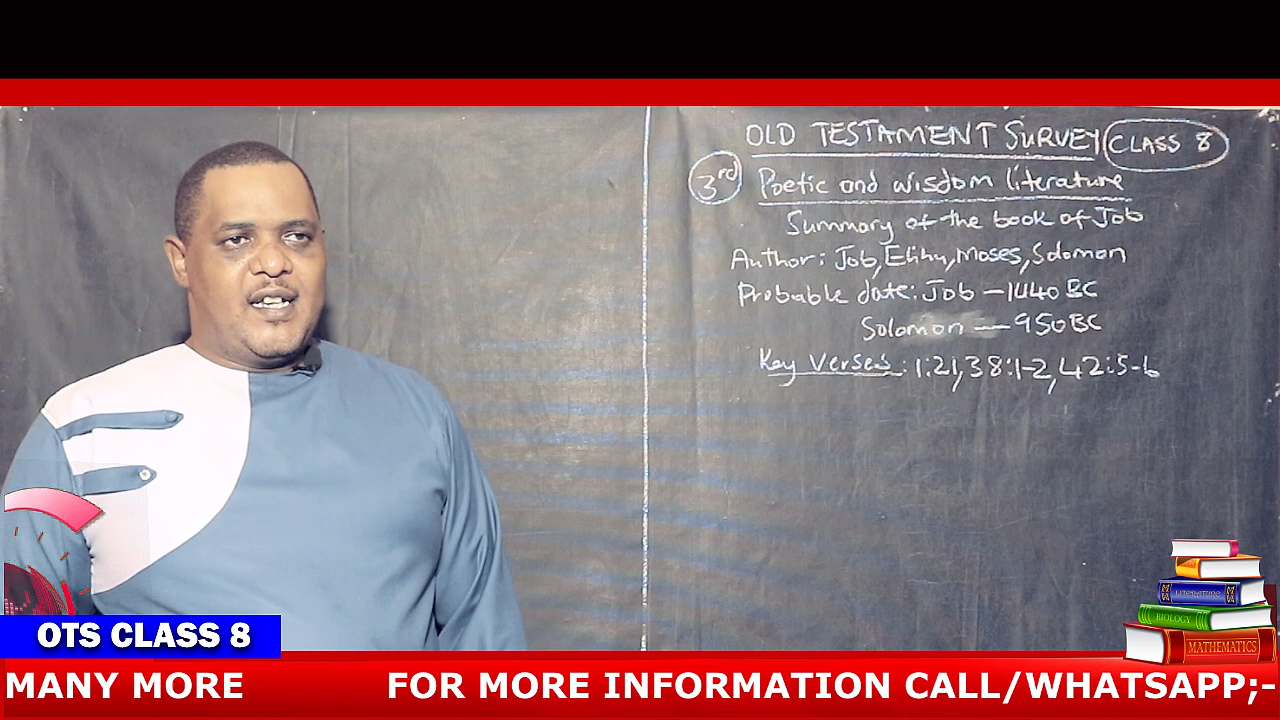 OLD TESTAMENT SURVEY CLASS 8
3rd Poetic and wisdom literature
Summary of the book of Job
Author: Job, Elihu, Moses, Solomon
Probable date: Job - 1440 BC
Solomon - 950 BC
Key Verses: 1:21, 38:1-2, 42:5-6
LITERATURE
BIOLOGY
MATHEMATICS
OTS CLASS 8
MANY MORE FOR MORE INFORMATION CALL/WHATSAPP;-